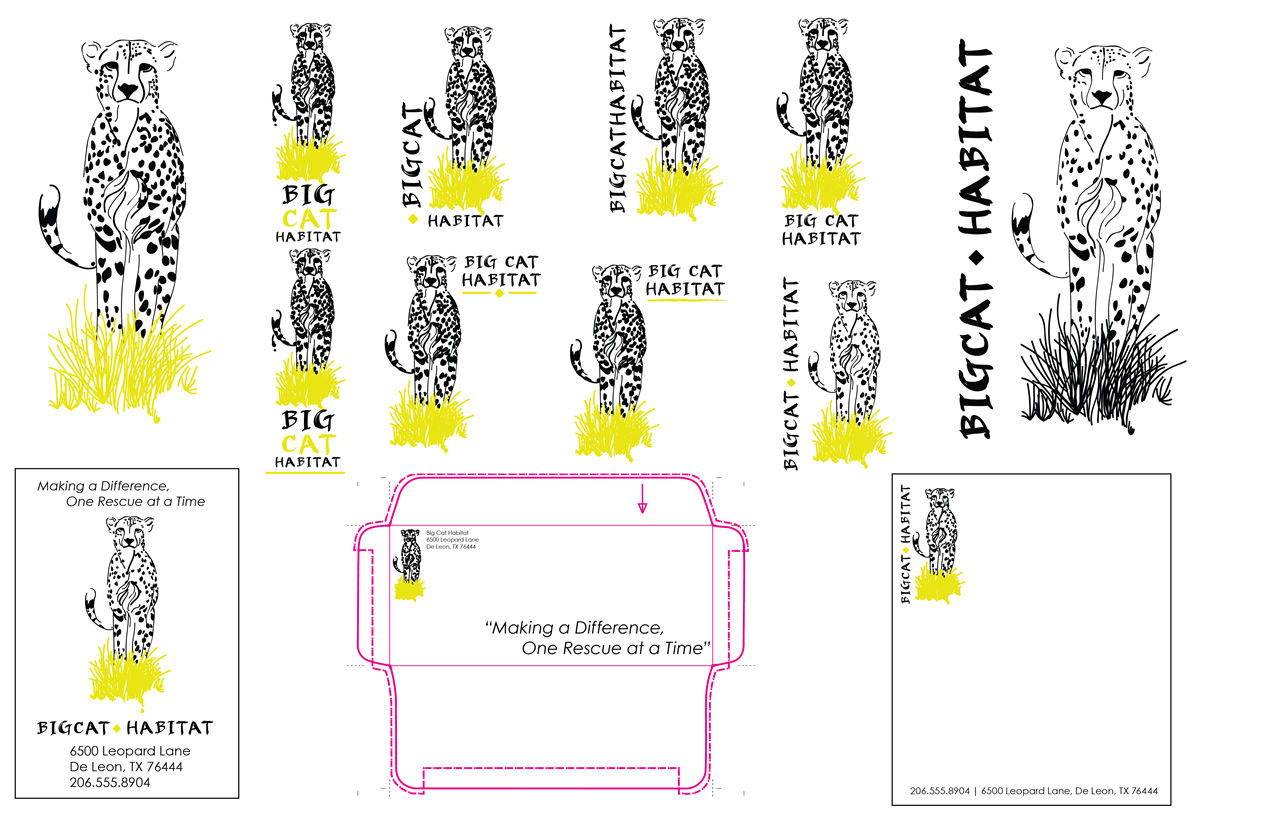 BIG
CAT
HABITAT
BIGCAT
HABITAT
BIGCATHABITAT
BIG CAT
HABITAT
BIGCAT HABITAT
BIG
CAT
HABITAT
BIG CAT
HABITAT
BIG CAT
HABITAT
BIGCAT HABITAT
Making a Difference,
One Rescue at a Time
BIGCAT HABITAT
6500 Leopard Lane
De Leon, TX 76444
206.555.8904
Big Cat Habitat
6500 Leopard Lane
De Leon, TX 76444
“Making a Difference,
One Rescue at a Time”
BIGCAT HABITAT
206.555.8904 | 6500 Leopard Lane, De Leon, TX 76444